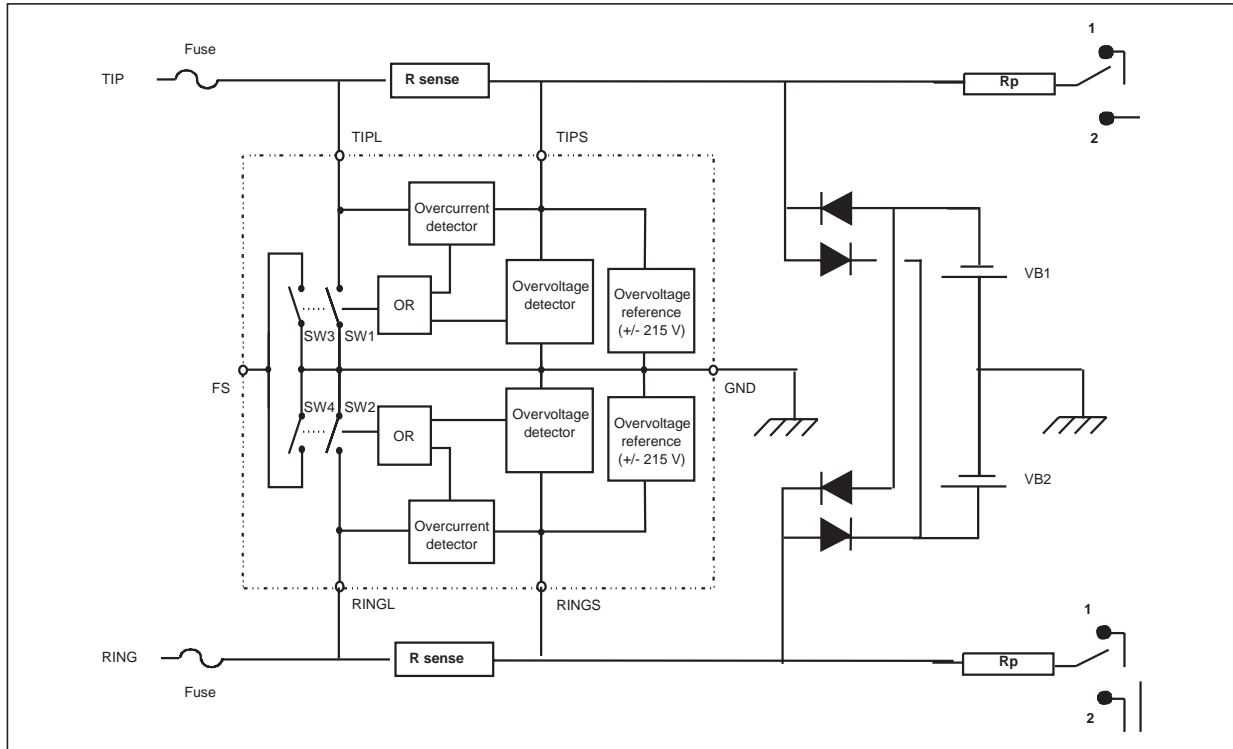 Fuse
1
TIP
R sense
Rp
2
TIPL
TIPS
Overcurrent
detector
OR
Overvoltage
detector
Overvoltage
reference
(+/- 215 V)
VB1
SW3
SW1
FS
GND
SW4
SW2
OR
Overvoltage
detector
Overvoltage
reference
(+/- 215 V)
VB2
Overcurrent
detector
RINGL
RINGS
1
RING
R sense
Rp
Fuse
2